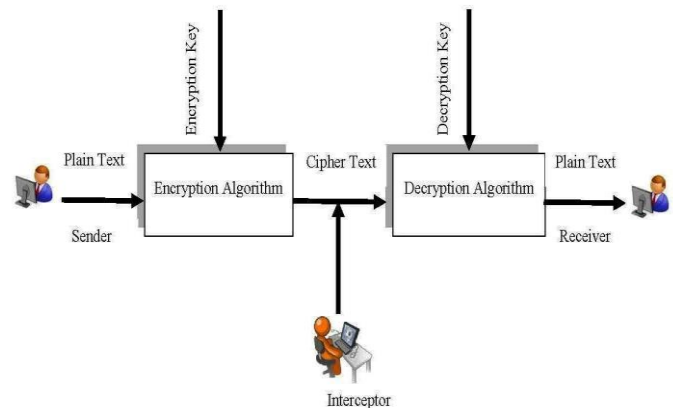 Encryption Key
Decryption Key
Plain Text
Encryption Algorithm
Cipher Text
Decryption Algorithm
Plain Text
Sender
Receiver
Interceptor